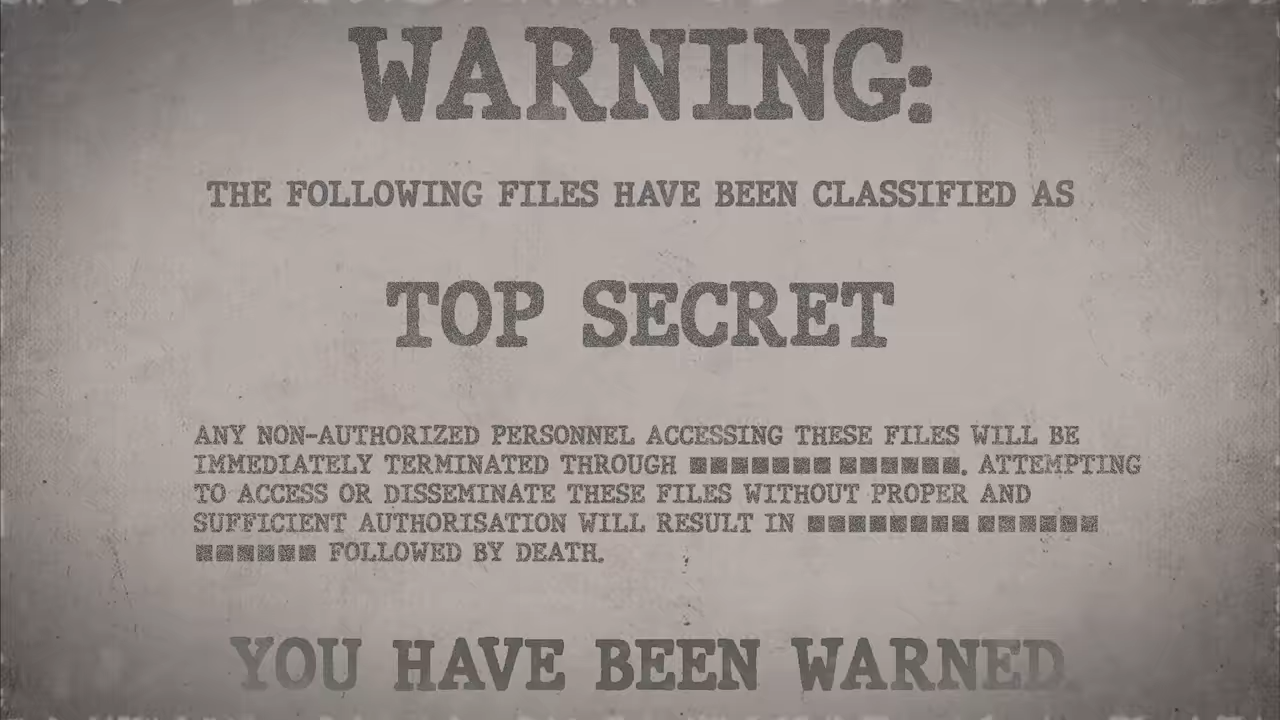 WARNING:
THE FOLLOWING FILES HAVE BEEN CLASSIFIED AS
TOP SECRET
ANY NON-AUTHORIZED PERSONNEL ACCESSING THESE FILES WILL BE
IMMEDIATELY TERMINATED THROUGH ■■■■■■■ ■■■■■■. ATTEMPTING
TO ACCESS OR DISSEMINATE THESE FILES WITHOUT PROPER AND
SUFFICIENT AUTHORISATION WILL RESULT IN ■■■■■■■■ ■■■■■■
■■■■■■ FOLLOWED BY DEATH.
YOU HAVE BEEN WARNED.